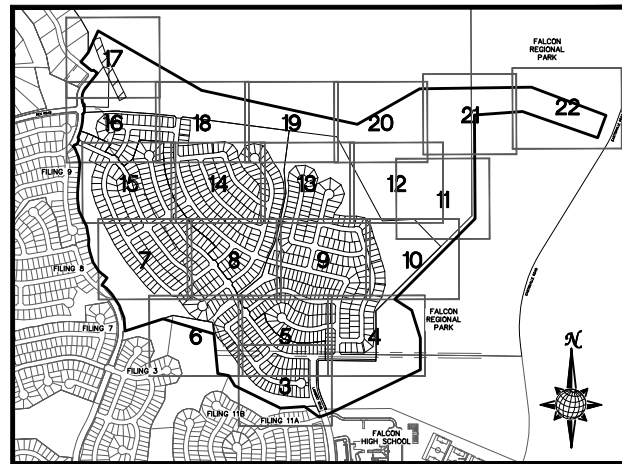 FALCON
REGIONAL
PARK
17
22
21
16
18
19
20
FILING 9
15
14
13
12
11
FILING 8
7
8
9
10
FALCON
REGIONAL
PARK
FILING 7
6
5
4
N
FILING 3
3
FILING 11B
FILING 11A
FALCON
HIGH SCHOOL